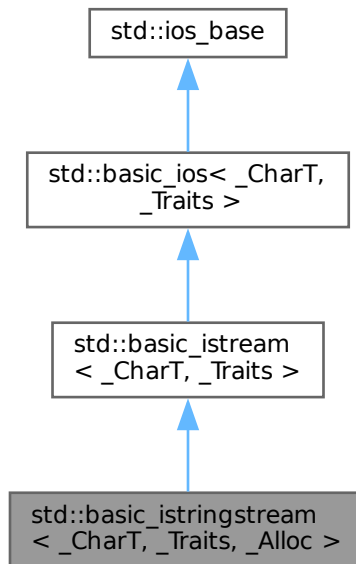 std::ios_base
std::basic_ios< _CharT,
_Traits >
std::basic_istream
< _CharT, _Traits >
std::basic_istringstream
< _CharT, _Traits, _Alloc >